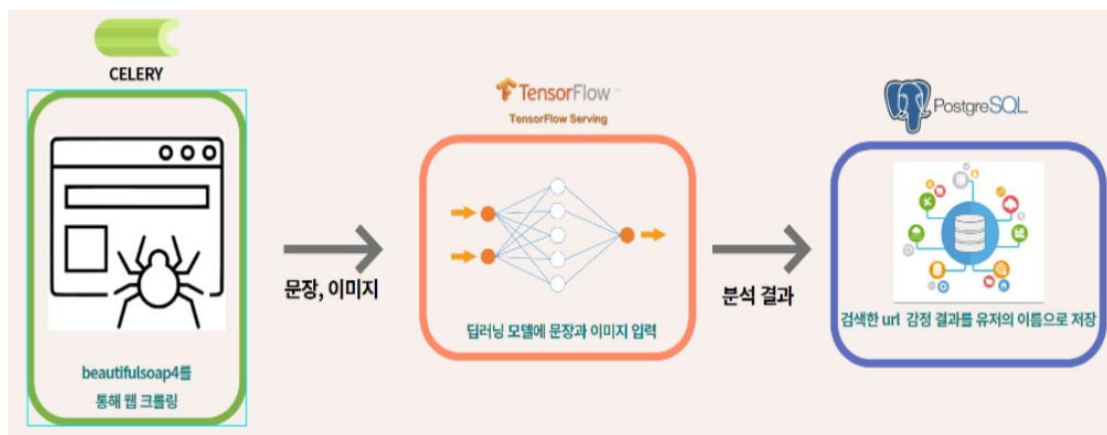 CELERY
beautifulsoap4를
통해 웹 크롤링
문장, 이미지
TensorFlow™
TensorFlow Serving
딥러닝 모델에 문장과 이미지 입력
분석 결과
PostgreSQL
검색한 url 감정 결과를 유저의 이름으로 저장